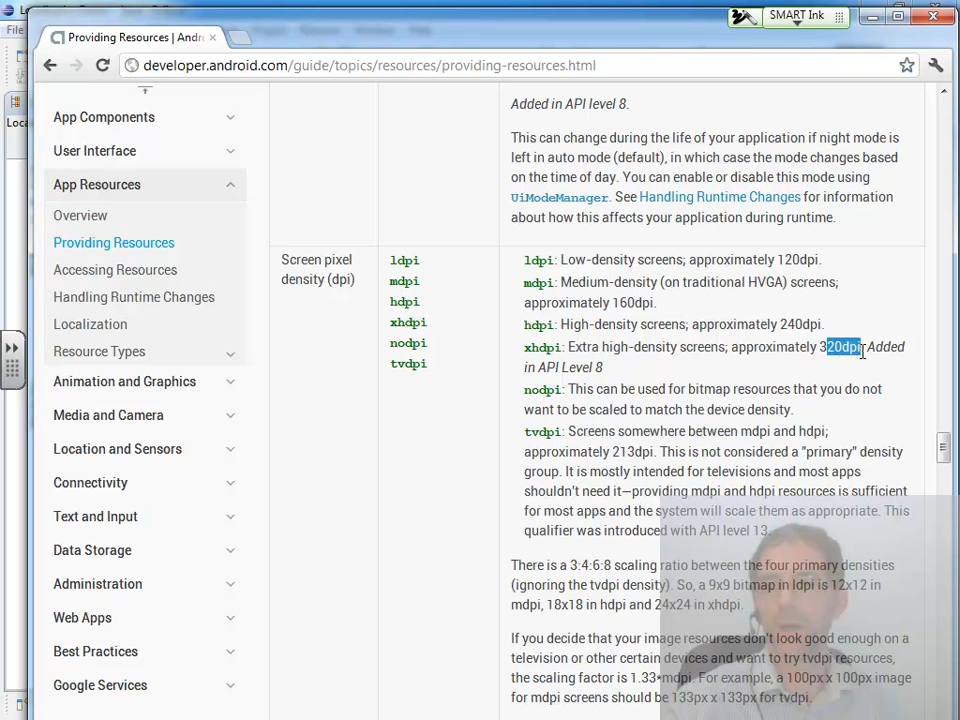 SMART Ink
Providing Resources | Andr
developer.android.com/guide/topics/resources/providing-resources.html
File
Loca
App Components
User Interface
App Resources
Overview
Providing Resources
Accessing Resources
Handling Runtime Changes
Localization
Resource Types
Animation and Graphics
Media and Camera
Location and Sensors
Connectivity
Text and Input
Data Storage
Administration
Web Apps
Best Practices
Google Services
Added in API level 8.
This can change during the life of your application if night mode is
left in auto mode (default), in which case the mode changes based
on the time of day. You can enable or disable this mode using
UiModeManager. See Handling Runtime Changes for information
about how this affects your application during runtime.
Screen pixel
density (dpi)
ldpi
mdpi
hdpi
xhdpi
nodpi
tvdpi
ldpi: Low-density screens; approximately 120dpi.
mdpi: Medium-density (on traditional HVGA) screens;
approximately 160dpi.
hdpi: High-density screens; approximately 240dpi.
xhdpi: Extra high-density screens; approximately 320dpi. Added
in API Level 8
nodpi: This can be used for bitmap resources that you do not
want to be scaled to match the device density.
tvdpi: Screens somewhere between mdpi and hdpi;
approximately 213dpi. This is not considered a "primary" density
group. It is mostly intended for televisions and most apps
shouldn't need it—providing mdpi and hdpi resources is sufficient
for most apps and the system will scale them as appropriate. This
qualifier was introduced with API level 13.
There is a 3:4:6:8 scaling ratio between the four primary densities
(ignoring the tvdpi density). So, a 9x9 bitmap in ldpi is 12x12 in
mdpi, 18x18 in hdpi and 24x24 in xhdpi.
If you decide that your image resources don't look good enough on a
television or other certain devices and want to try tvdpi resources,
the scaling factor is 1.33*mdpi. For example, a 100px x 100px image
for mdpi screens should be 133px x 133px for tvdpi.